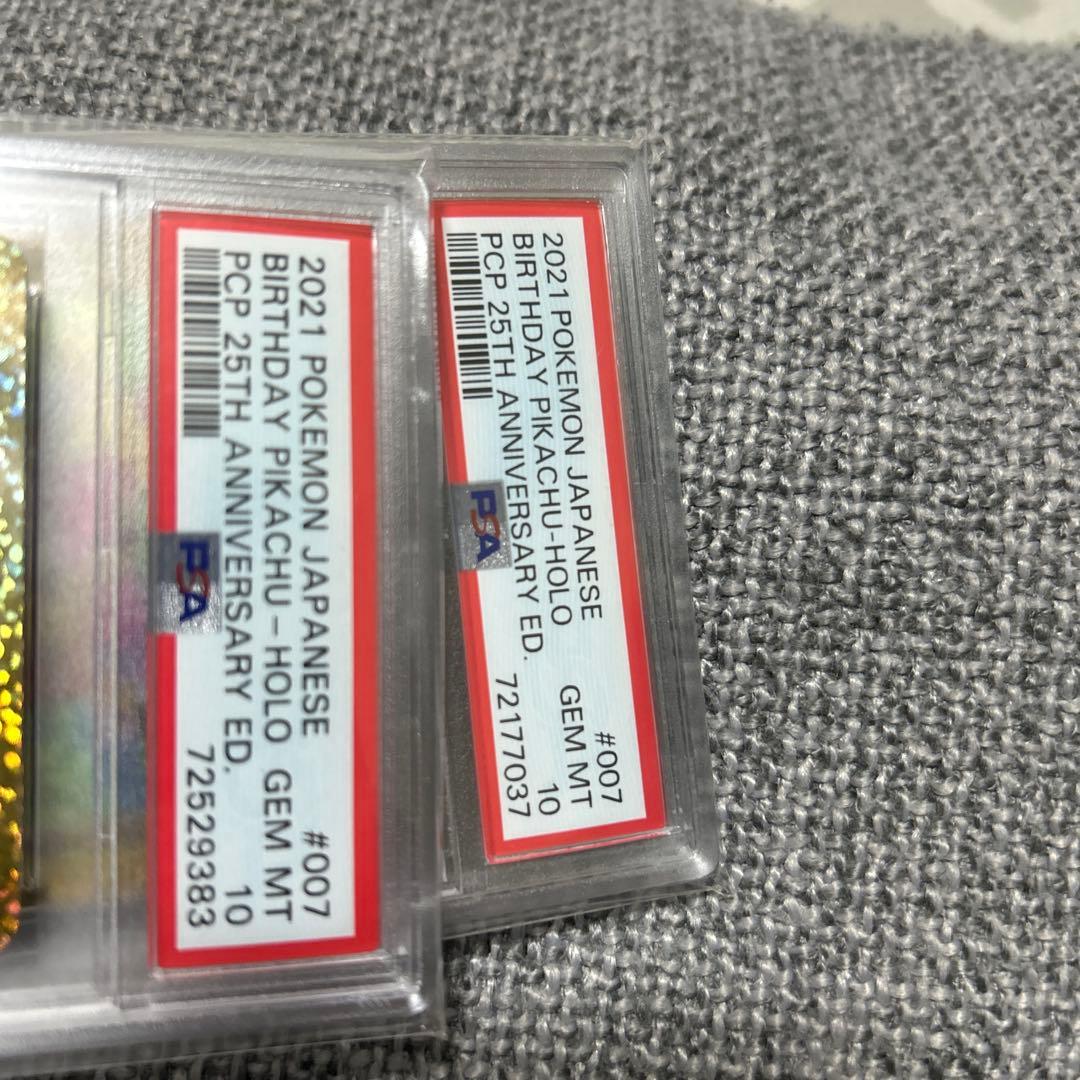 2021 POKEMON JAPANESE #007
BIRTHDAY PIKACHU-HOLO GEM MT
PCP 25TH ANNIVERSARY ED. 10
72529383
PSA
2021 POKEMON JAPANESE #007
BIRTHDAY PIKACHU-HOLO GEM MT
PCP 25TH ANNIVERSARY ED. 10
72177037
PSA